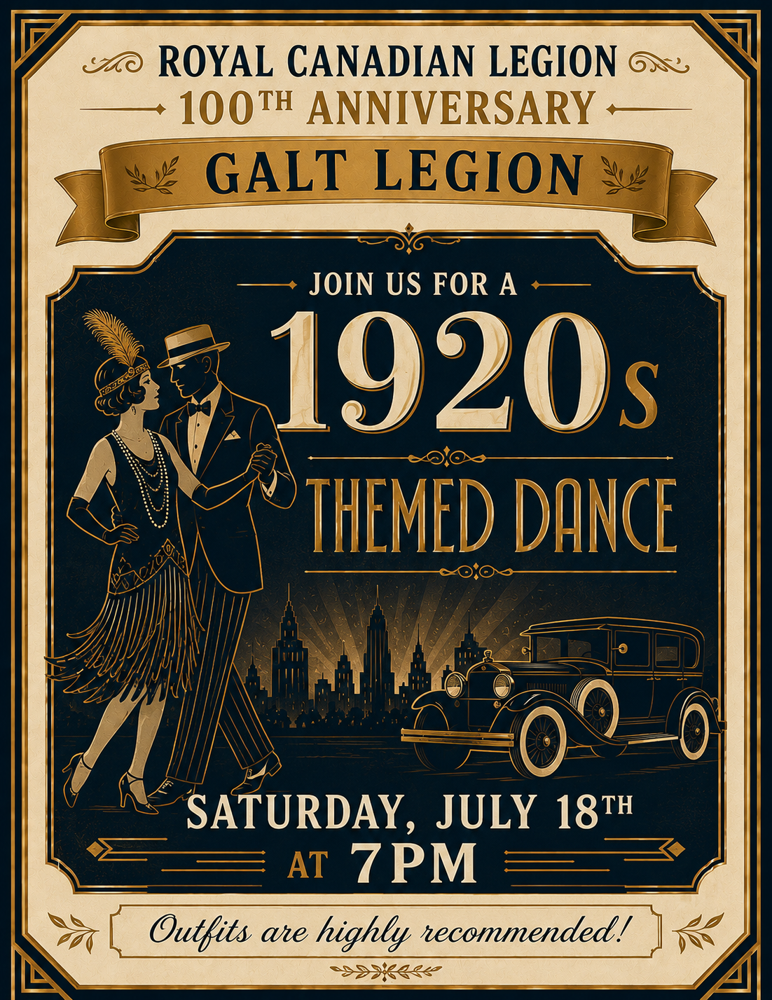 ROYAL CANADIAN LEGION
100TH ANNIVERSARY
GALT LEGION
JOIN US FOR A
1920s
THEMED DANCE
SATURDAY, JULY 18TH
AT 7PM
Outfits are highly recommended!